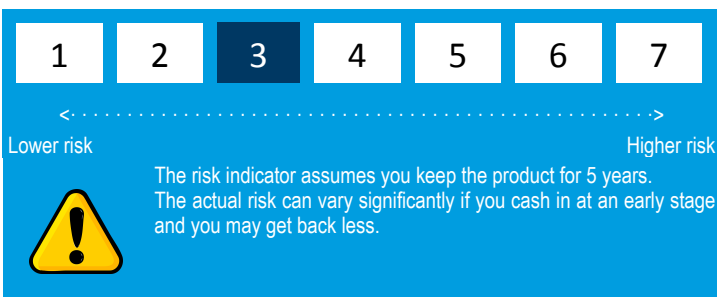 1 2 3 4 5 6 7
<· · · · · · · · · · · · · · · · · · · · · · · · · · · · · · · · · · · · · · · · · · · · · · · · · · · ·>
Lower risk Higher risk
The risk indicator assumes you keep the product for 5 years.
The actual risk can vary significantly if you cash in at an early stage
and you may get back less.